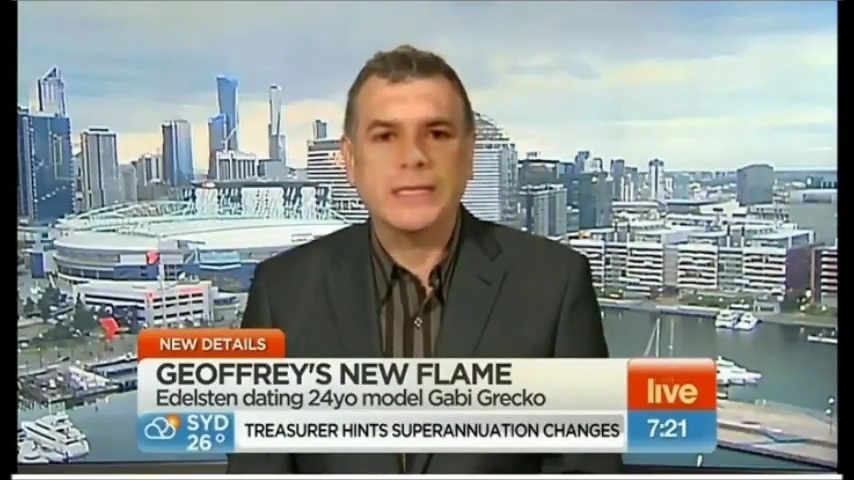 NEW DETAILS
GEOFFREY'S NEW FLAME
Edelsten dating 24yo model Gabi Grecko
live
SYD
26°
TREASURER HINTS SUPERANNUATION CHANGES
7:21